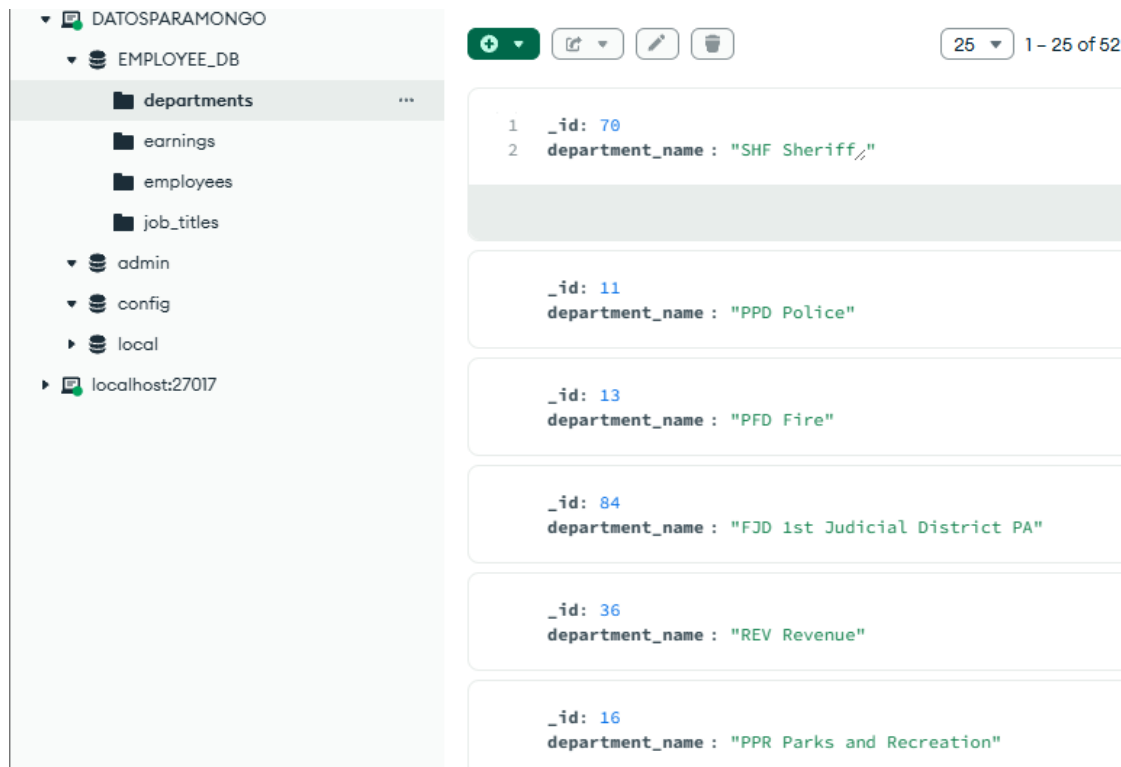 DATOSPARAMONGO
EMPLOYEE_DB
departments
earnings
employees
job_titles
admin
config
local
localhost:27017
25 1 – 25 of 52
1 _id: 70
2 department_name : "SHF Sheriff"
_id: 11
department_name : "PPD Police"
_id: 13
department_name : "PFD Fire"
_id: 84
department_name : "FJD 1st Judicial District PA"
_id: 36
department_name : "REV Revenue"
_id: 16
department_name : "PPR Parks and Recreation"